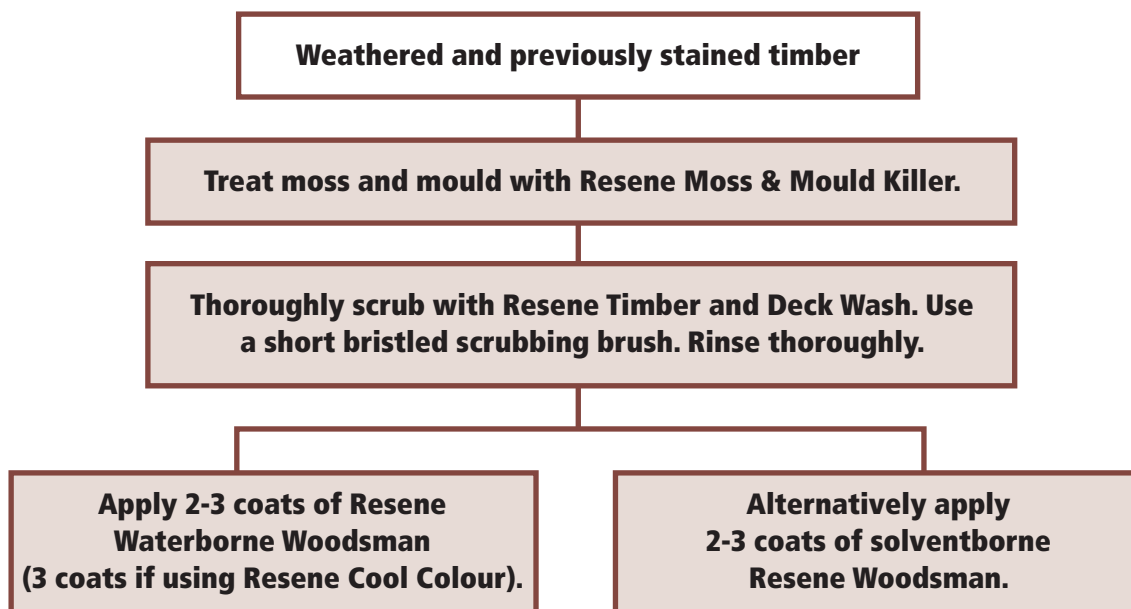 Weathered and previously stained timber
Treat moss and mould with Resene Moss & Mould Killer.
Thoroughly scrub with Resene Timber and Deck Wash. Use
a short bristled scrubbing brush. Rinse thoroughly.
Apply 2-3 coats of Resene
Waterborne Woodsman
(3 coats if using Resene Cool Colour).
Alternatively apply
2-3 coats of solventborne
Resene Woodsman.